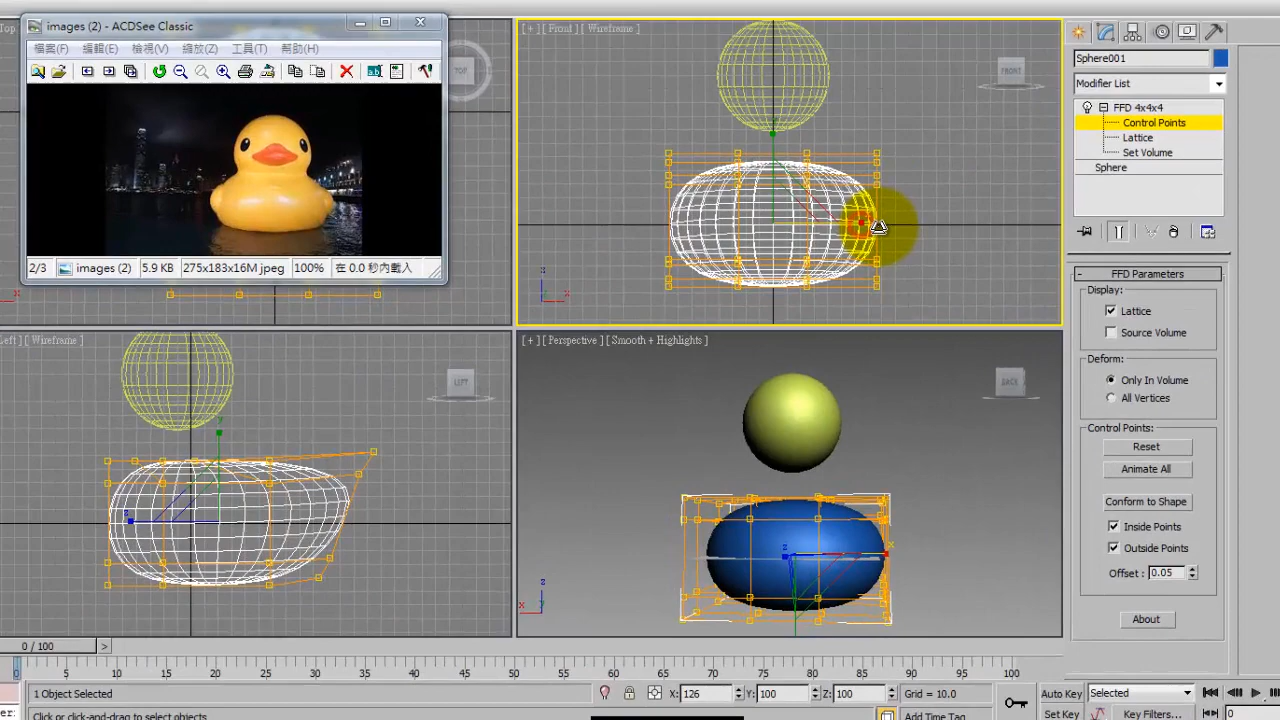 Top
images (2) - ACDSee Classic
檢視(V) 縮放(Z) 工具(T) 幫助(H)
2/3 images (2) 5.9 KB 275x183x16M jpeg 100% 在 0.0 秒內載入
TOP
[ + ] [ Front ] [ Wireframe ]
FRONT
Left ] [ Wireframe ]
LEFT
[ + ] [ Perspective ] [ Smooth + Highlights ]
BACK
Sphere001
Modifier List
FFD 4x4x4
Control Points
Lattice
Set Volume
Sphere
FFD Parameters
Display:
Lattice
Source Volume
Deform:
Only In Volume
All Vertices
Control Points:
Reset
Animate All
Conform to Shape
Inside Points
Outside Points
Offset : 0.05
About
0 / 100 >
0 5 10 15 20 25 30 35 40 45 50 55 60 65 70 75 80 85 90 95 100
1 Object Selected X: 126 Y: 100 Z: 100 Grid = 10.0 Auto Key Selected
Click or click-and-drag to select objects Add Time Tag Set Key Key Filters... 0